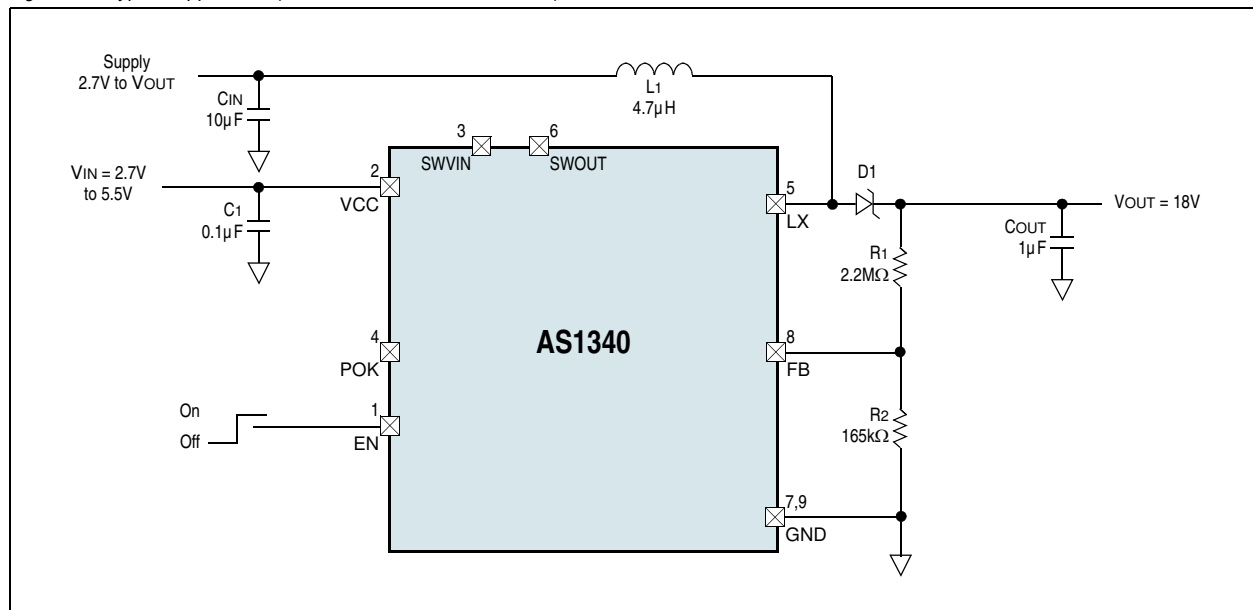 Supply
2.7V to VOUT
CIN
10µF
L1
4.7µH
3
SWVIN
6
SWOUT
VIN = 2.7V
to 5.5V
2
VCC
C1
0.1µF
5
LX
D1
VOUT = 18V
COUT
1µF
R1
2.2MΩ
AS1340
4
POK
8
FB
On
Off
1
EN
R2
165kΩ
7,9
GND